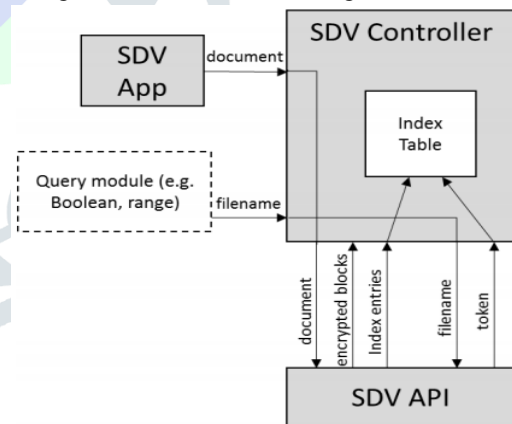 SDV Controller
SDV
App
document
Index
Table
Query module (e.g.
Boolean, range)
filename
document
encrypted blocks
Index entries
filename
token
SDV API